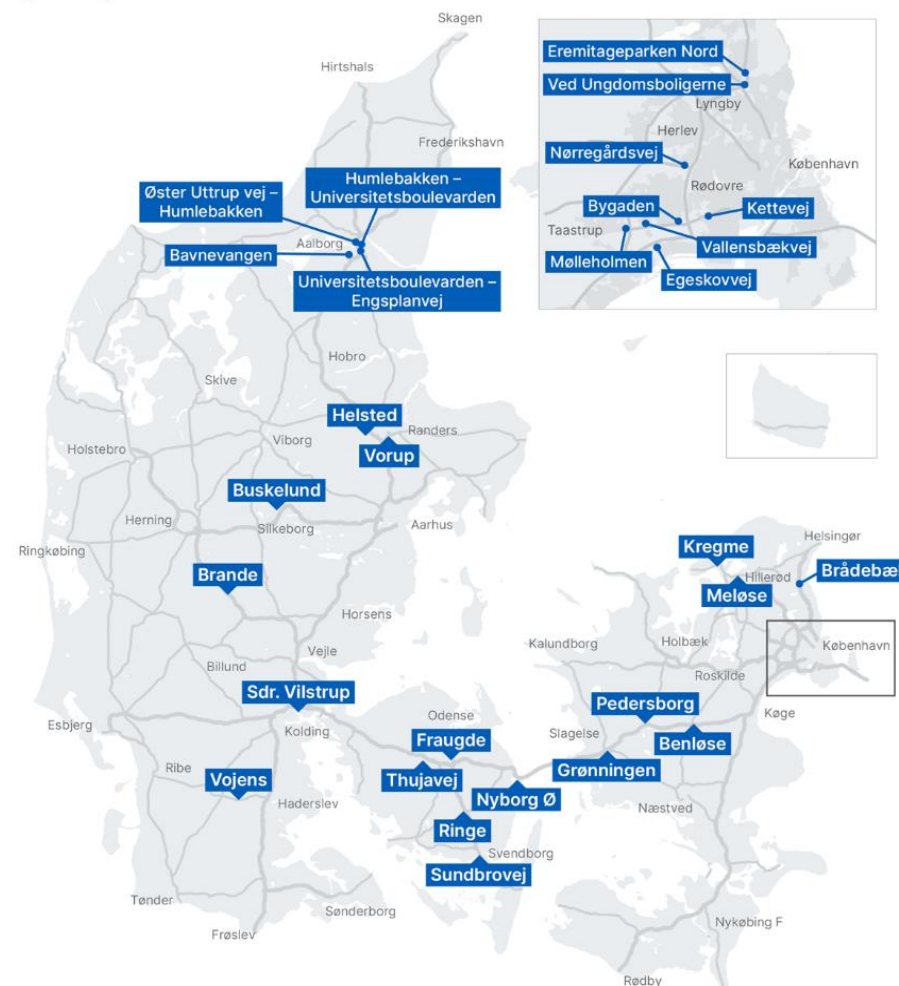 Skagen
Hirtshals
Frederikshavn
Humlebakken –
Universitetsboulevarden
Øster Uttrup vej –
Humlebakken
Aalborg
Bavnevangen
Universitetsboulevarden –
Engsplanvej
Hobro
Skive
Helsted
Randers
Viborg
Vorup
Holstebro
Buskelund
Herning
Silkeborg
Aarhus
Ringkøbing
Brande
Horsens
Vejle
Billund
Sdr. Vilstrup
Esbjerg
Kolding
Odense
Fraugde
Ribe
Thujavej
Vojens
Haderslev
Nyborg Ø
Ringe
Svendborg
Sundbrovej
Tønder
Sønderborg
Frøslev
Eremitageparken Nord
Ved Ungdomsboligerne
Lyngby
Herlev
Nørregårdsvej
København
Rødovre
Bygaden
Kettevej
Taastrup
Vallensbækvej
Mølleholmen
Egeskovvej
Helsingør
Kregme
Hillerød
Brådebæ
Meløse
Kalundborg
Holbæk
København
Roskilde
Pedersborg
Køge
Slagelse
Benløse
Grønningen
Næstved
Nykøbing F
Rødby